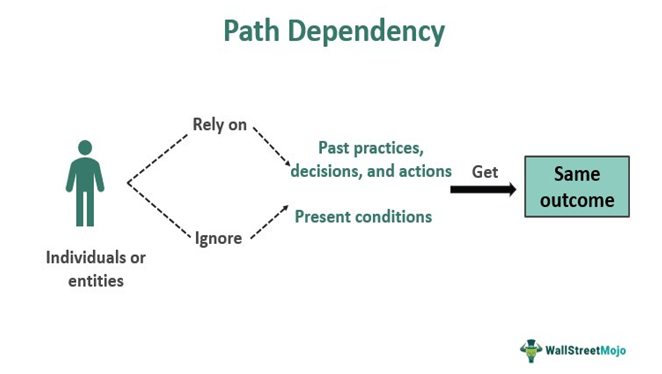 Path Dependency
Rely on
Past practices,
decisions, and actions
Get
Same
outcome
Present conditions
Ignore
Individuals or
entities
WallStreetMojo